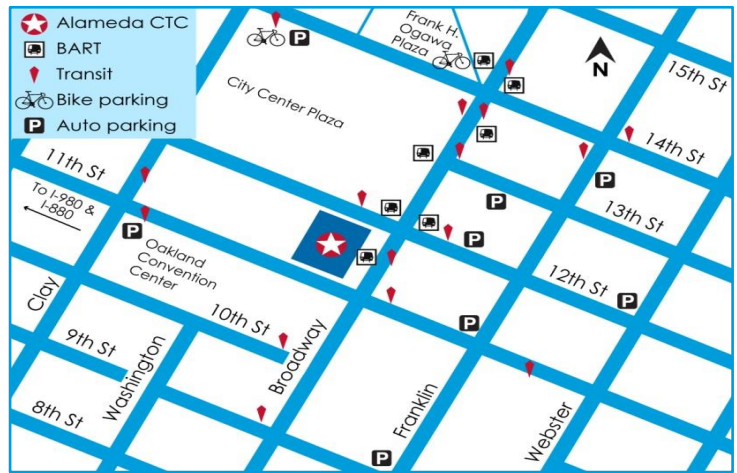 Alameda CTC
BART
Transit
Bike parking
P Auto parking
Frank H.
Ogawa
Plaza
P
N
City Center Plaza
15th St
14th St
11th St
P
13th St
To I-980 &
I-880
P
P
P
Oakland
Convention
Center
12th St
P
Clay
10th St
P
9th St
Washington
Broadway
Franklin
Webster
8th St
P